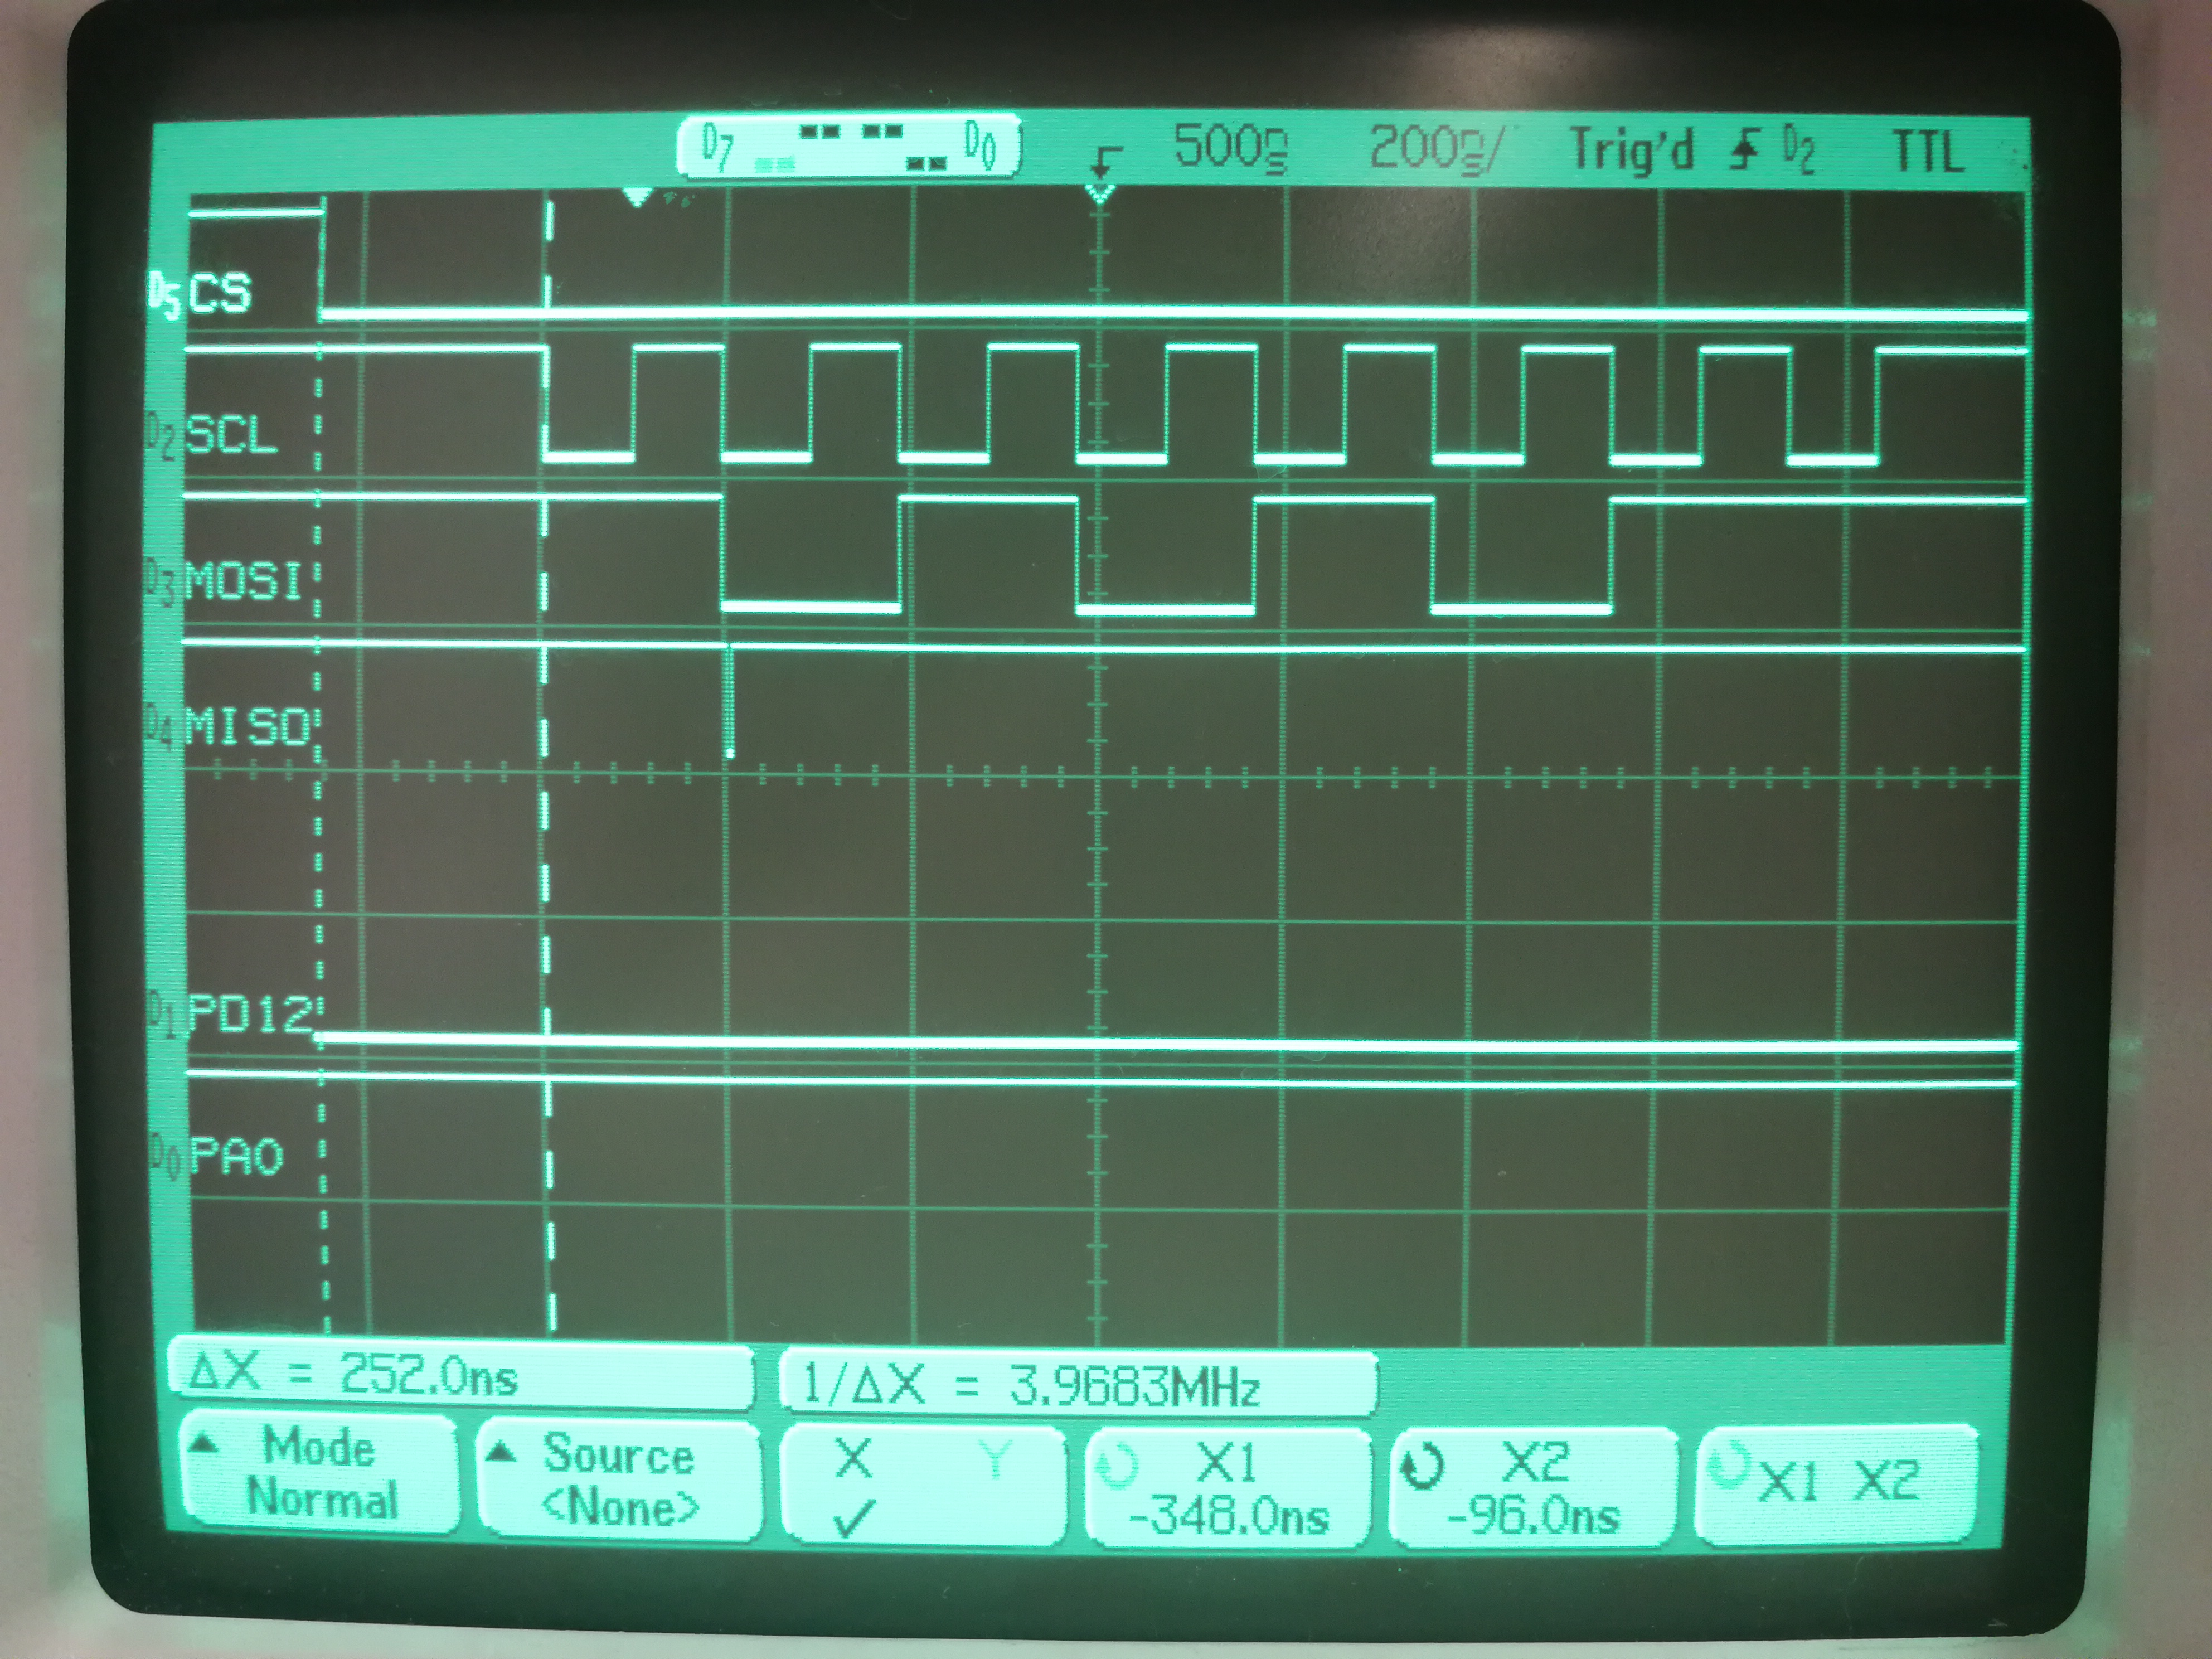 D7 D0 500ns 200ns/ Trig'd D2 TTL
D5 CS
D2 SCL
D3 MOSI
D4 MISO
D1 PD12
D0 PA0
ΔX = 252.0ns 1/ΔX = 3.9683MHz
Mode Source X Y X1 X2 X1 X2
Normal <None> ✓ -348.0ns -96.0ns